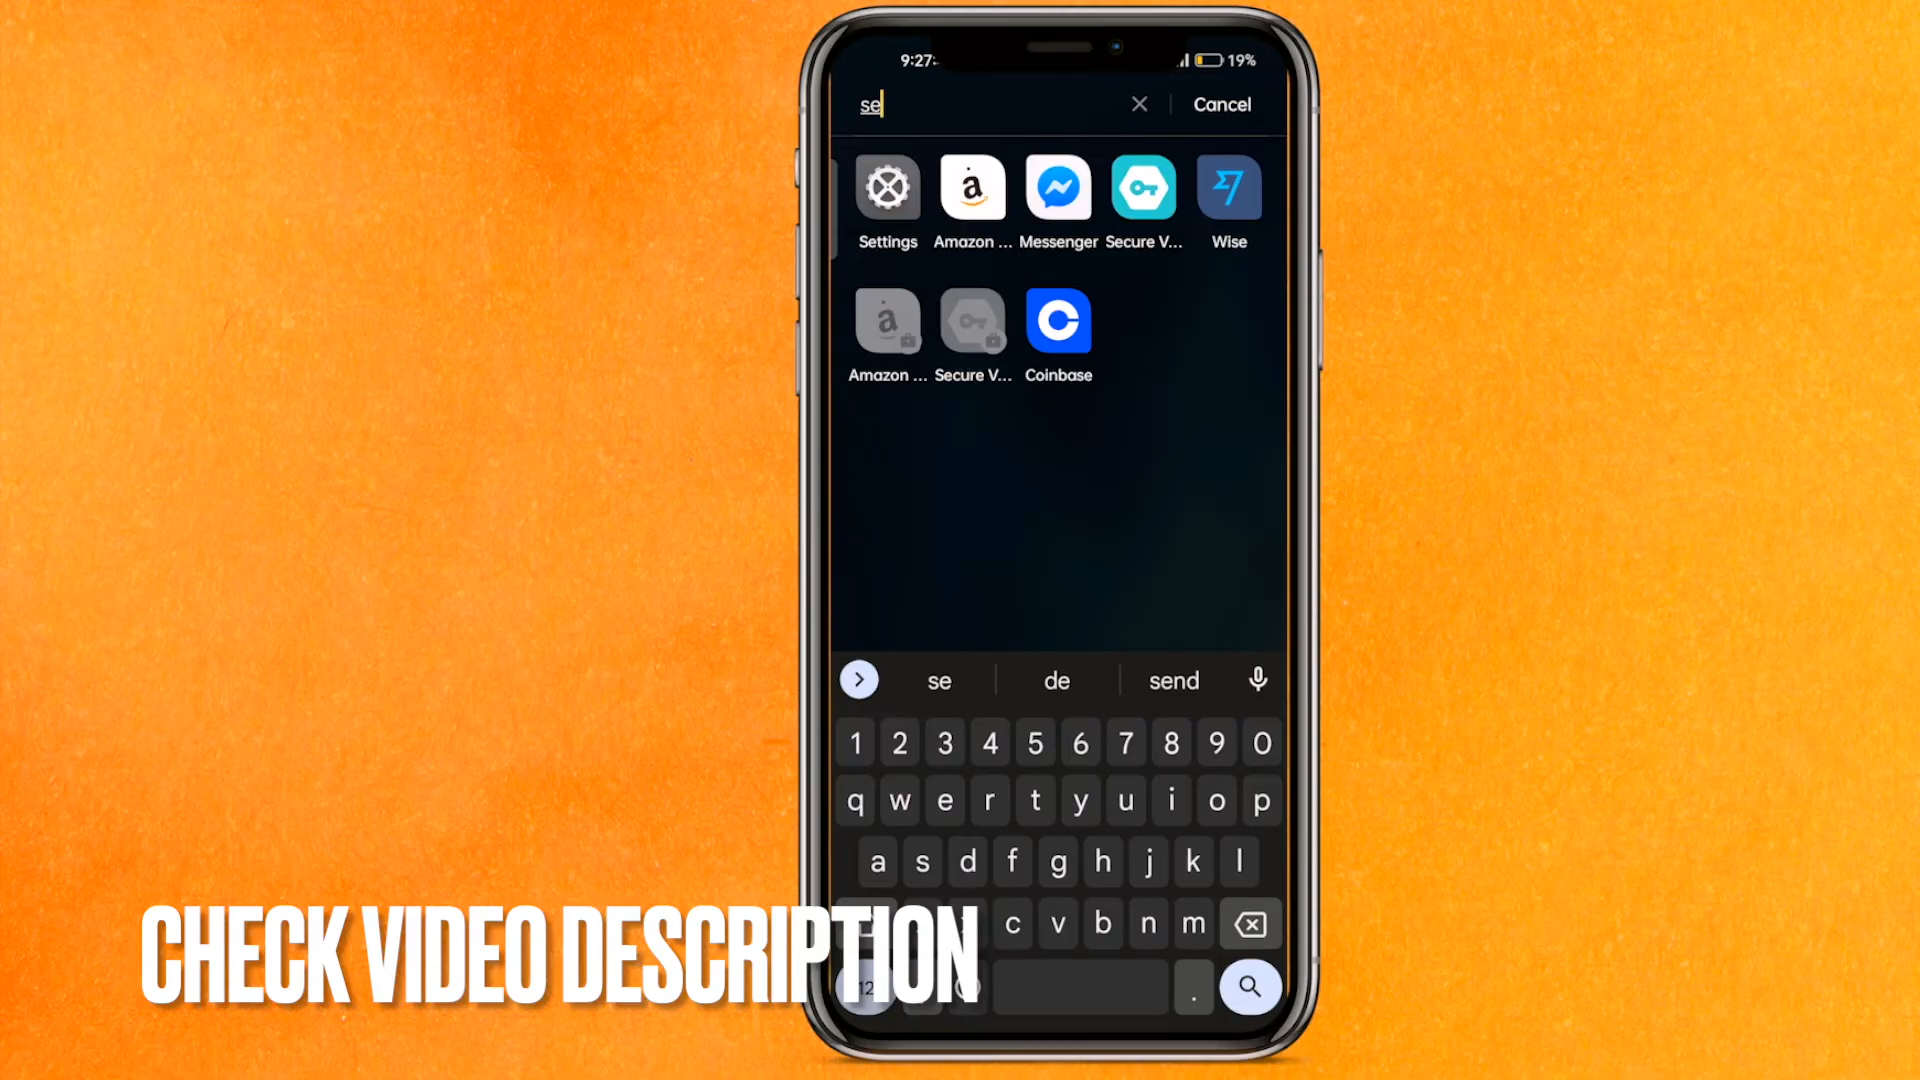 9:27
19%
se
Cancel
Settings
Amazon ...
Messenger
Secure V...
Wise
Amazon ...
Secure V...
Coinbase
se
de
send
1 2 3 4 5 6 7 8 9 0
q w e r t y u i o p
a s d f g h j k l
c v b n m
.
CHECK VIDEO DESCRIPTION